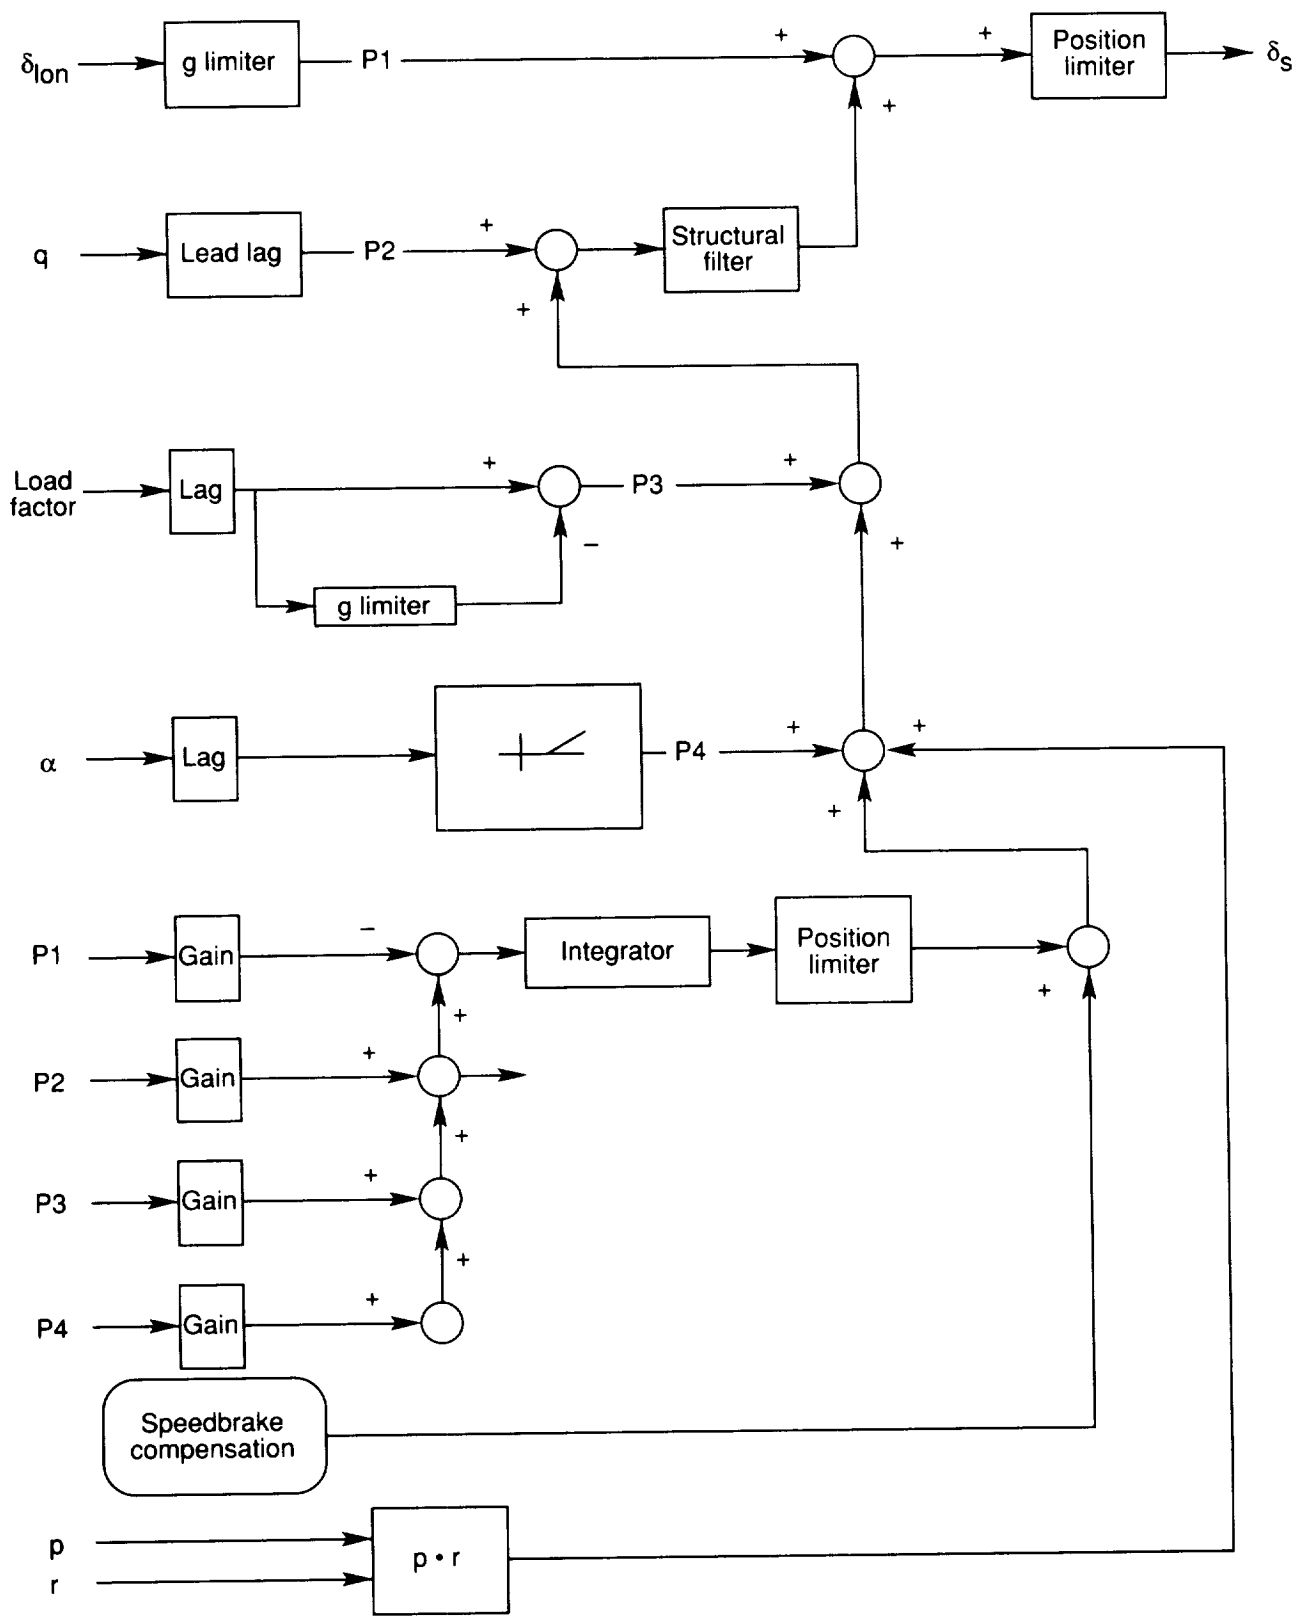 δlon
g limiter
P1
+
+
Position
limiter
δs
+
q
Lead lag
P2
+
Structural
filter
+
Load
factor
Lag
+
P3
+
–
+
g limiter
α
Lag
P4
+
+
+
P1
Gain
–
Integrator
Position
limiter
+
+
P2
Gain
+
+
P3
Gain
+
+
P4
Gain
+
Speedbrake
compensation
p
r
p • r